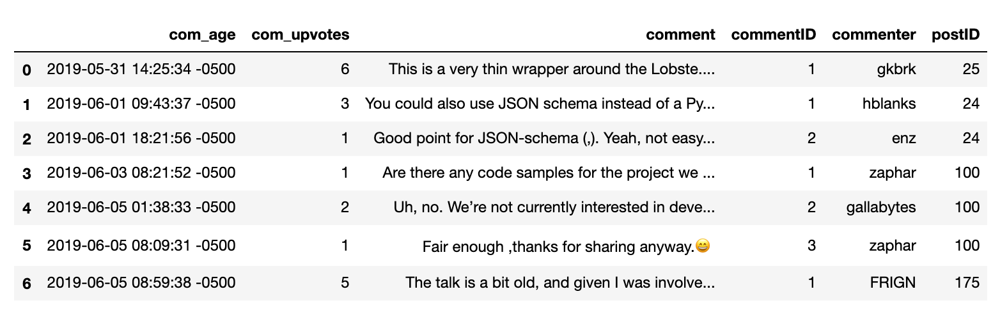 com_age com_upvotes comment commentID commenter postID
0 2019-05-31 14:25:34 -0500 6 This is a very thin wrapper around the Lobste.... 1 gkbrk 25
1 2019-06-01 09:43:37 -0500 3 You could also use JSON schema instead of a Py... 1 hblanks 24
2 2019-06-01 18:21:56 -0500 1 Good point for JSON-schema (,). Yeah, not easy... 2 enz 24
3 2019-06-03 08:21:52 -0500 1 Are there any code samples for the project we ... 1 zaphar 100
4 2019-06-05 01:38:33 -0500 2 Uh, no. We’re not currently interested in deve... 2 gallabytes 100
5 2019-06-05 08:09:31 -0500 1 Fair enough ,thanks for sharing anyway.😄 3 zaphar 100
6 2019-06-05 08:59:38 -0500 5 The talk is a bit old, and given I was involve... 1 FRIGN 175